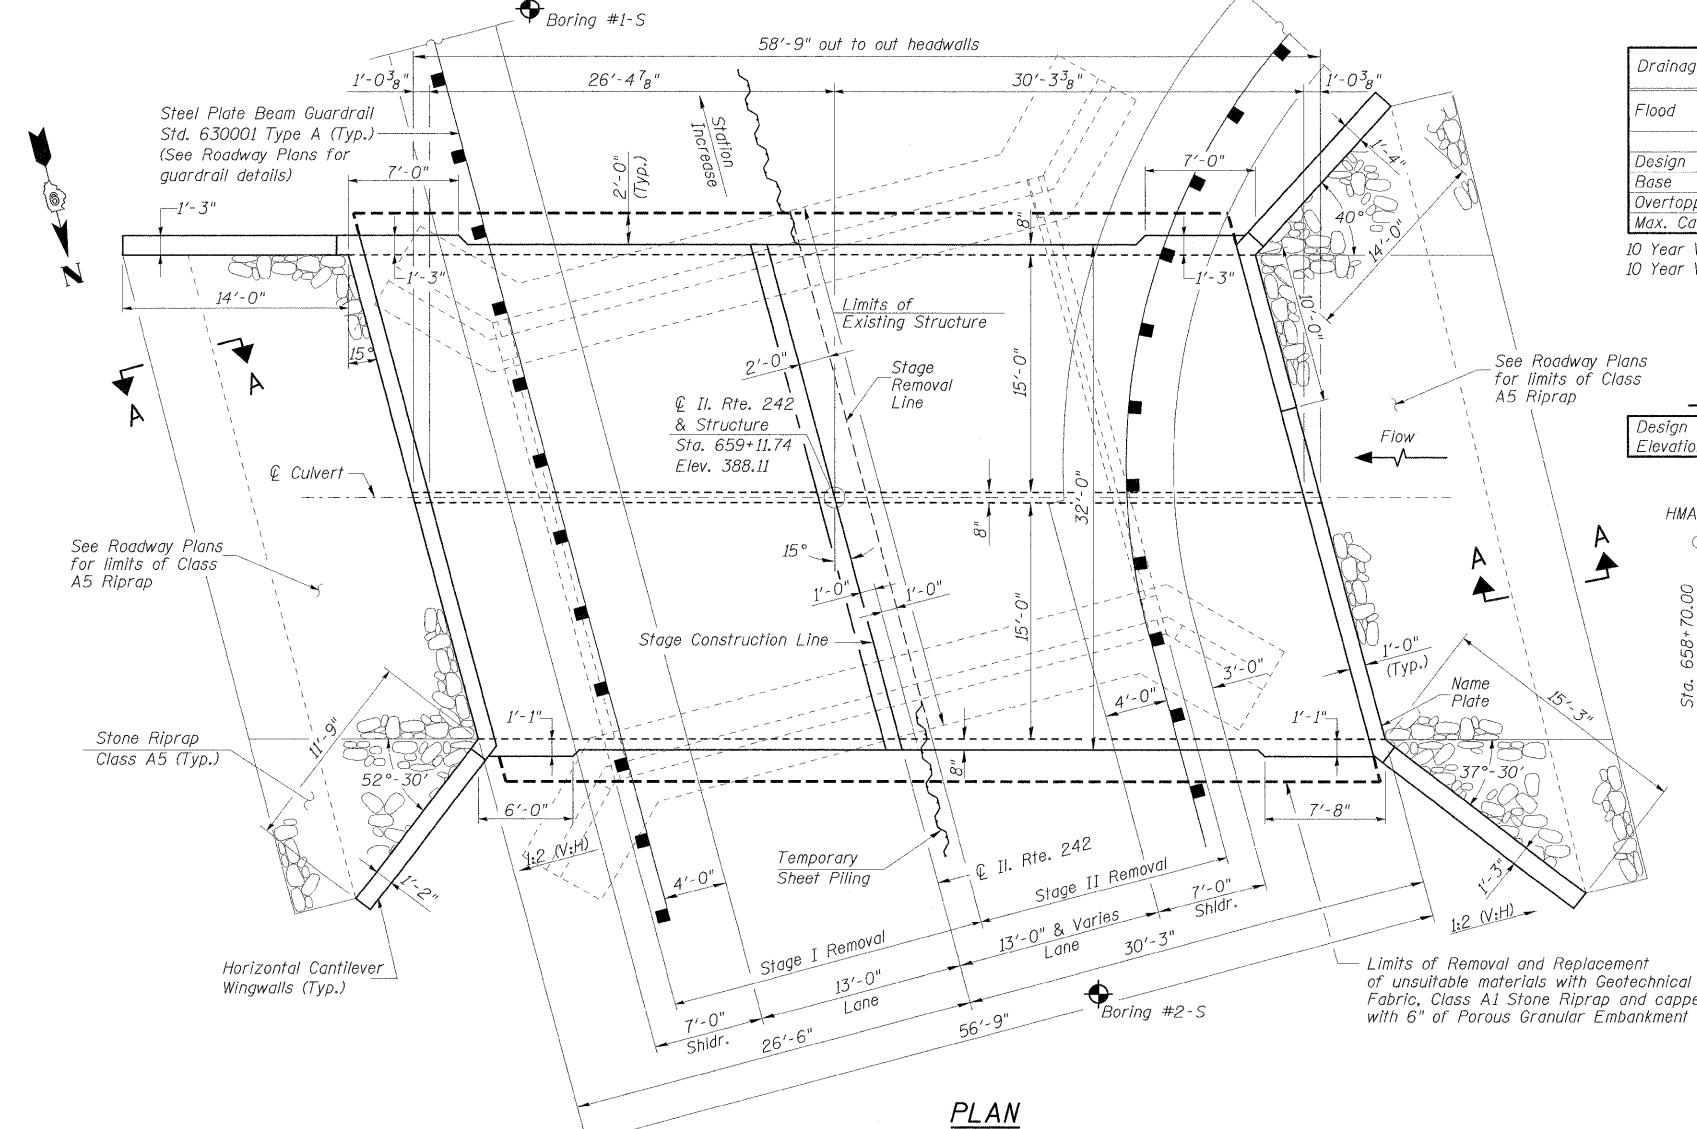 Boring #1-S
58'-9" out to out headwalls
1'-0⅜"
26'-4⅞"
30'-3⅜"
1'-0⅜"
Steel Plate Beam Guardrail
Std. 630001 Type A (Typ.)
(See Roadway Plans for
guardrail details)
Station
Increase
7'-0"
2'-0"
(Typ.)
7'-0"
1'-4"
1'-3"
8"
40°
14'-0"
N
6
1'-3"
1'-3"
14'-0"
10'-0"
Limits of
Existing Structure
15°
2'-0"
15'-0"
Stage
Removal
Line
See Roadway Plans
for limits of Class
A5 Riprap
A
A
℄ Il. Rte. 242
& Structure
Sta. 659+11.74
Elev. 388.11
Flow
℄ Culvert
32'-0"
8"
See Roadway Plans
for limits of Class
A5 Riprap
15°
A
A
1'-0"
1'-0"
15'-0"
Stage Construction Line
1'-0"
(Typ.)
3'-0"
4'-0"
Name
Plate
15'-3"
1'-1"
1'-1"
11'-9"
Stone Riprap
Class A5 (Typ.)
52°-30'
8"
37°-30'
6'-0"
7'-8"
1:2 (V:H)
Temporary
Sheet Piling
℄ Il. Rte. 242
1'-2"
4'-0"
Stage II Removal
7'-0"
Shldr.
1'-3"
1:2 (V:H)
Stage I Removal
13'-0" & Varies
Lane
30'-3"
Horizontal Cantilever
Wingwalls (Typ.)
13'-0"
Lane
7'-0"
Shldr.
26'-6"
56'-9"
Boring #2-S
Limits of Removal and Replacement
of unsuitable materials with Geotechnical
Fabric, Class A1 Stone Riprap and cappe
with 6" of Porous Granular Embankment
PLAN
Drainag
Flood
Design
Base
Overtopp
Max. Ca
10 Year
10 Year
Design
Elevatio
HMA
Sta. 658+70.00